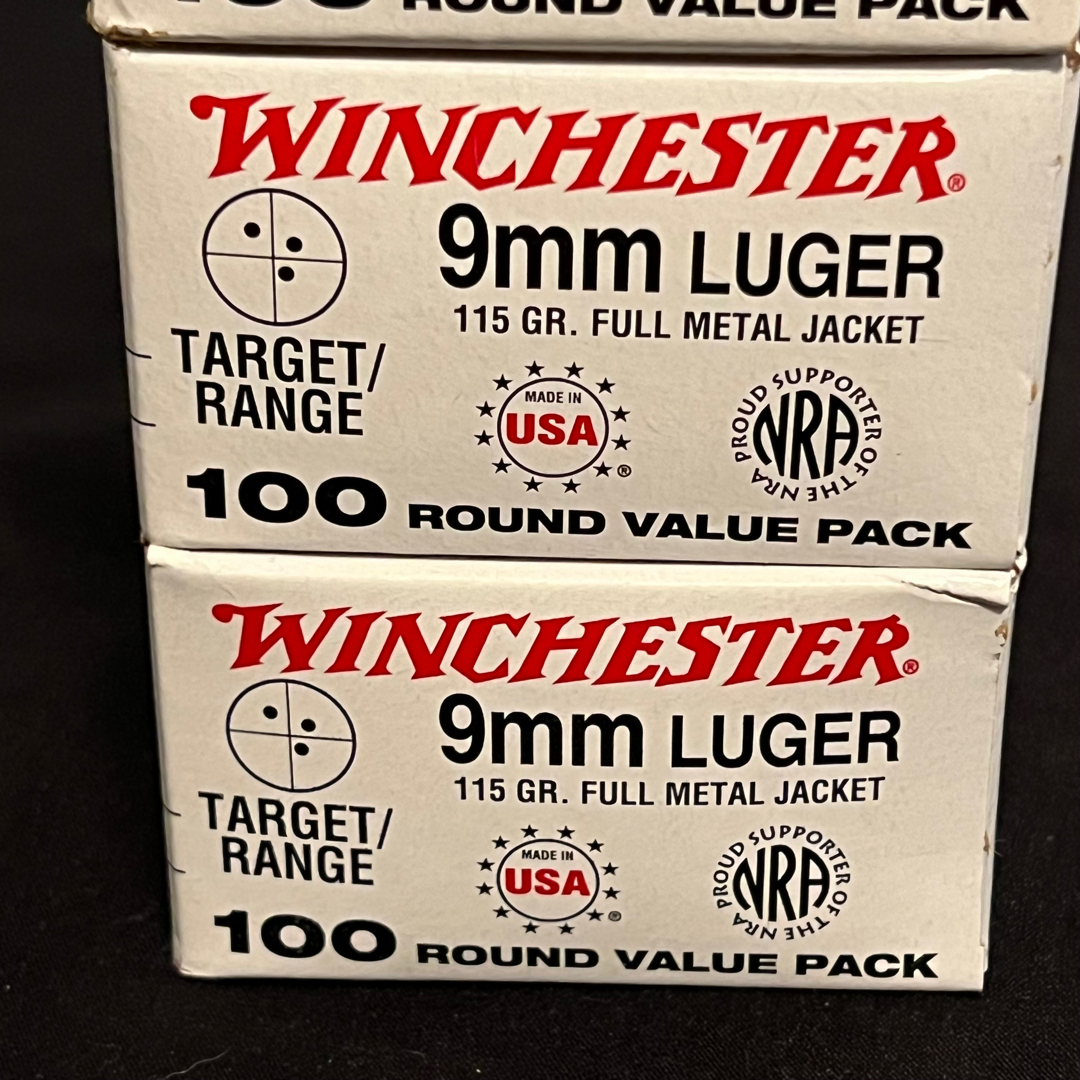 100 ROUND VALUE PACK
WINCHESTER®
9mm LUGER
115 GR. FULL METAL JACKET
TARGET/
RANGE
MADE IN
USA
®
PROUD SUPPORTER OF THE NRA
NRA
100 ROUND VALUE PACK
WINCHESTER®
9mm LUGER
115 GR. FULL METAL JACKET
TARGET/
RANGE
MADE IN
USA
®
PROUD SUPPORTER OF THE NRA
NRA
100 ROUND VALUE PACK